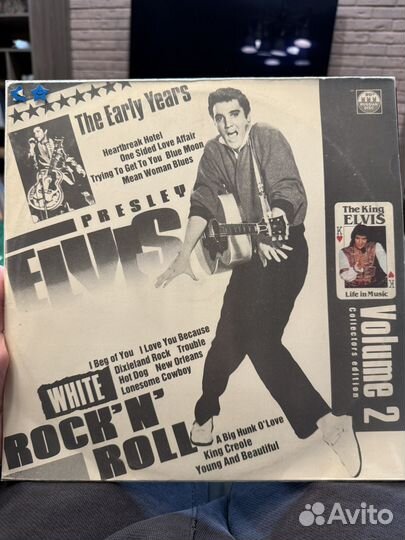 The Early Years
Heartbreak Hotel
One Sided Love Affair
Trying To Get To You Blue Moon
Mean Woman Blues
PRESLEY
ELVIS
The King
ELVIS
K
Life in Music
Volume 2
Collectors edition
I Beg of You I Love You Because
Dixieland Rock Trouble
Hot Dog New Orleans
Lonesome Cowboy
WHITE
ROCK'N'
ROLL
A Big Hunk O'Love
King Creole
Young And Beautiful
Avito